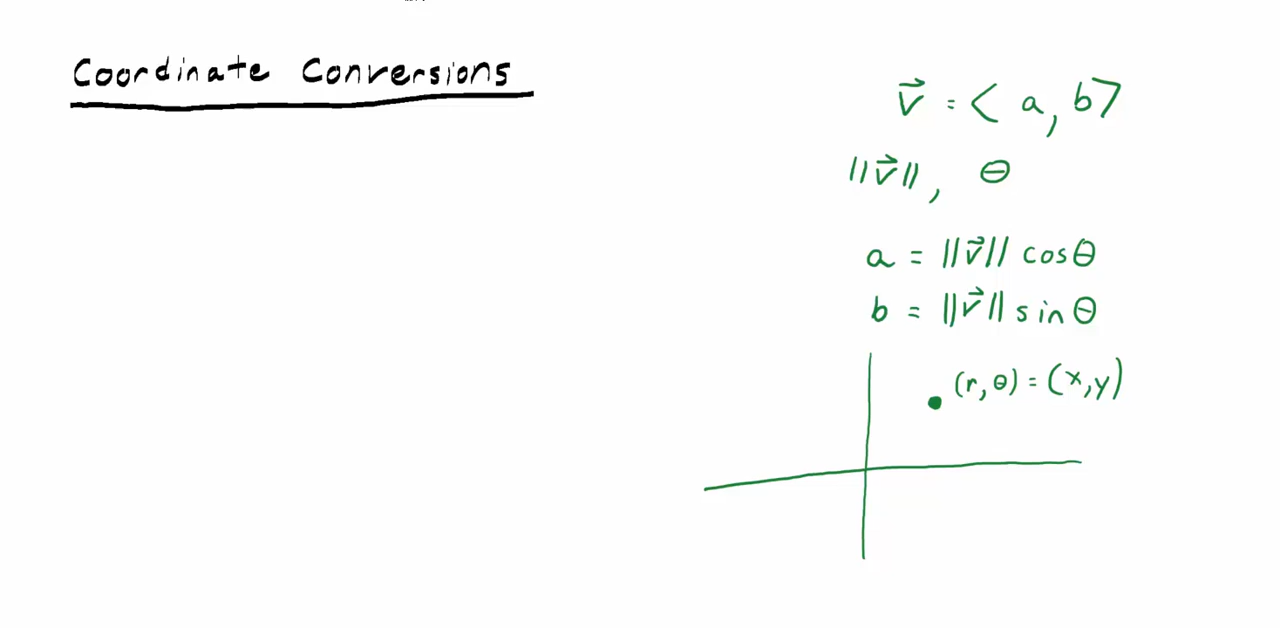 Coordinate Conversions
v⃗ = < a, b>
||v⃗||, θ
a = ||v⃗|| cosθ
b = ||v⃗|| sinθ
(r, θ) = (x,y)